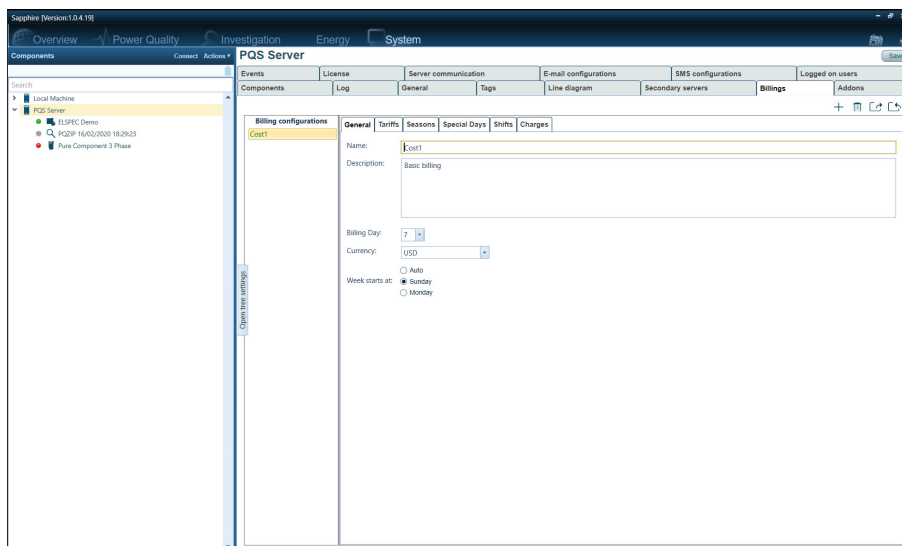 Sapphire [Version:1.0.4.19]
Overview Power Quality Investigation Energy System
Components Connect Actions
PQS Server
Save
Search
Local Machine
PQS Server
ELSPEC Demo
PQZIP 16/02/2020 18:29:23
Pure Component 3 Phase
Events License Server communication E-mail configurations SMS configurations Logged on users
Components Log General Tags Line diagram Secondary servers Billings Addons
Billing configurations
Cost1
General Tariffs Seasons Special Days Shifts Charges
Name: Cost1
Description: Basic billing
Billing Day: 7
Currency: USD
Week starts at:
Auto
Sunday
Monday
Open tree settings